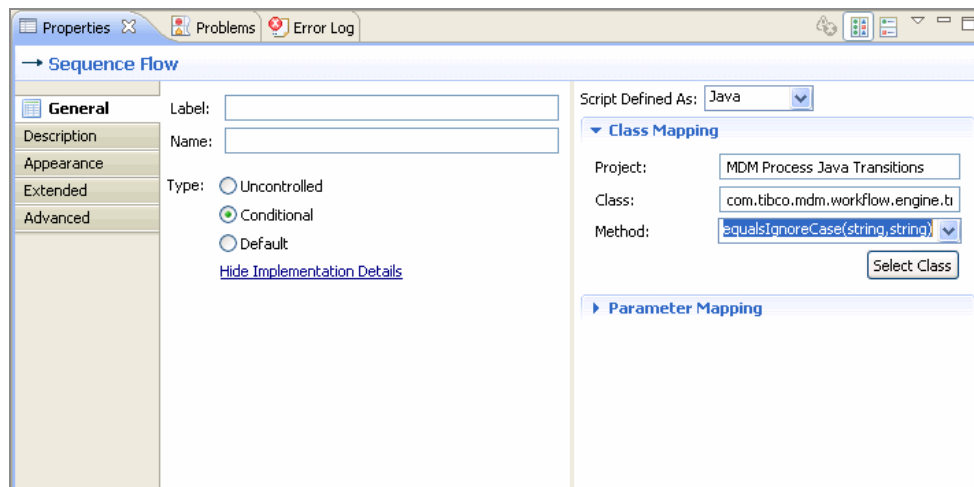 Properties
Problems
Error Log
Sequence Flow
General
Description
Appearance
Extended
Advanced
Label:
Name:
Type:
Uncontrolled
Conditional
Default
Hide Implementation Details
Script Defined As: Java
Class Mapping
Project: MDM Process Java Transitions
Class: com.tibco.mdm.workflow.engine.
Method: equalsIgnoreCase(string,string)
Select Class
Parameter Mapping